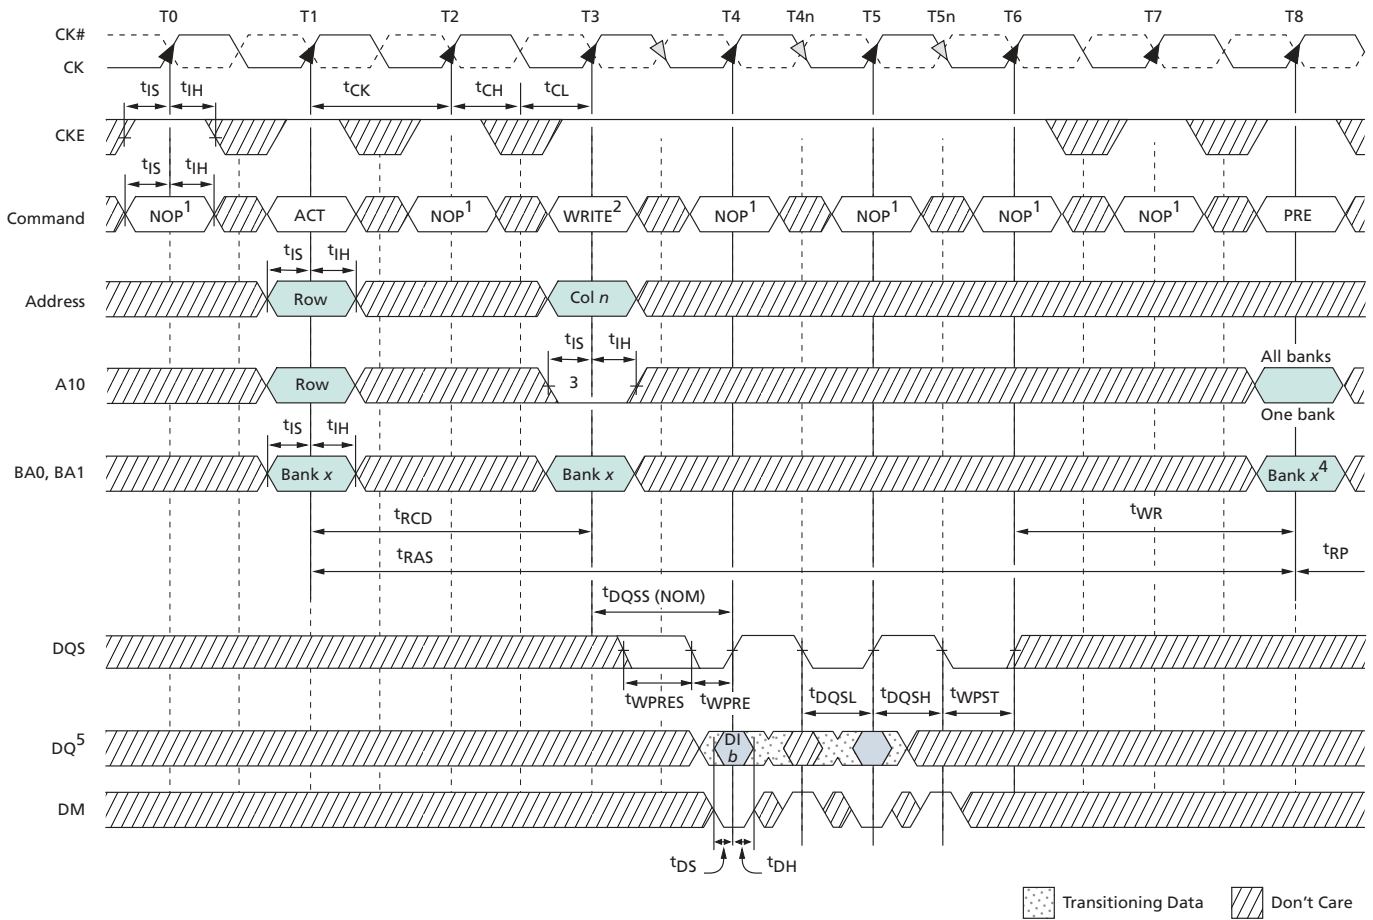 T0 T1 T2 T3 T4 T4n T5 T5n T6 T7 T8
CK#
CK
tIS tIH tCK tCH tCL
CKE
tIS tIH
Command NOP1 ACT NOP1 WRITE2 NOP1 NOP1 NOP1 NOP1 PRE
tIS tIH
Address Row Col n
tIS tIH
All banks
A10 Row 3
One bank
tIS tIH
BA0, BA1 Bank x Bank x Bank x4
tRCD tWR
tRAS tRP
tDQSS (NOM)
DQS
tWPRES tWPRE tDQSL tDQSH tWPST
DQ5 DI
b
DM
tDS tDH
Transitioning Data Don't Care